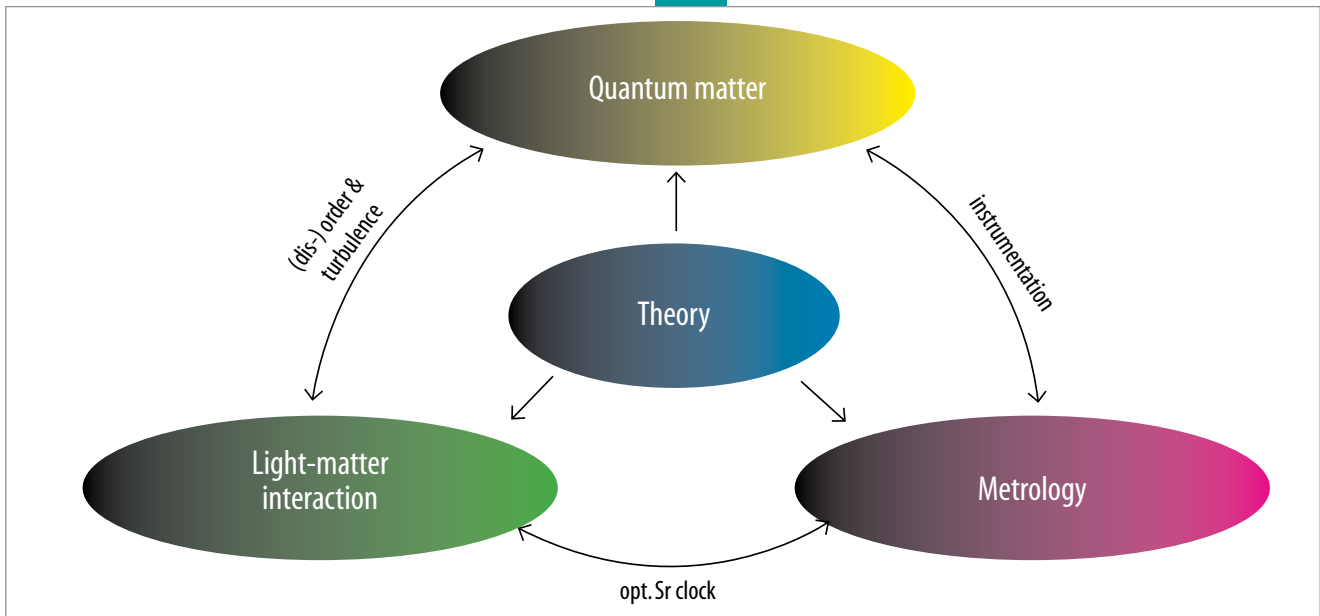 Quantum matter
(dis-) order &
turbulence
instrumentation
Theory
Light-matter
interaction
Metrology
opt. Sr clock